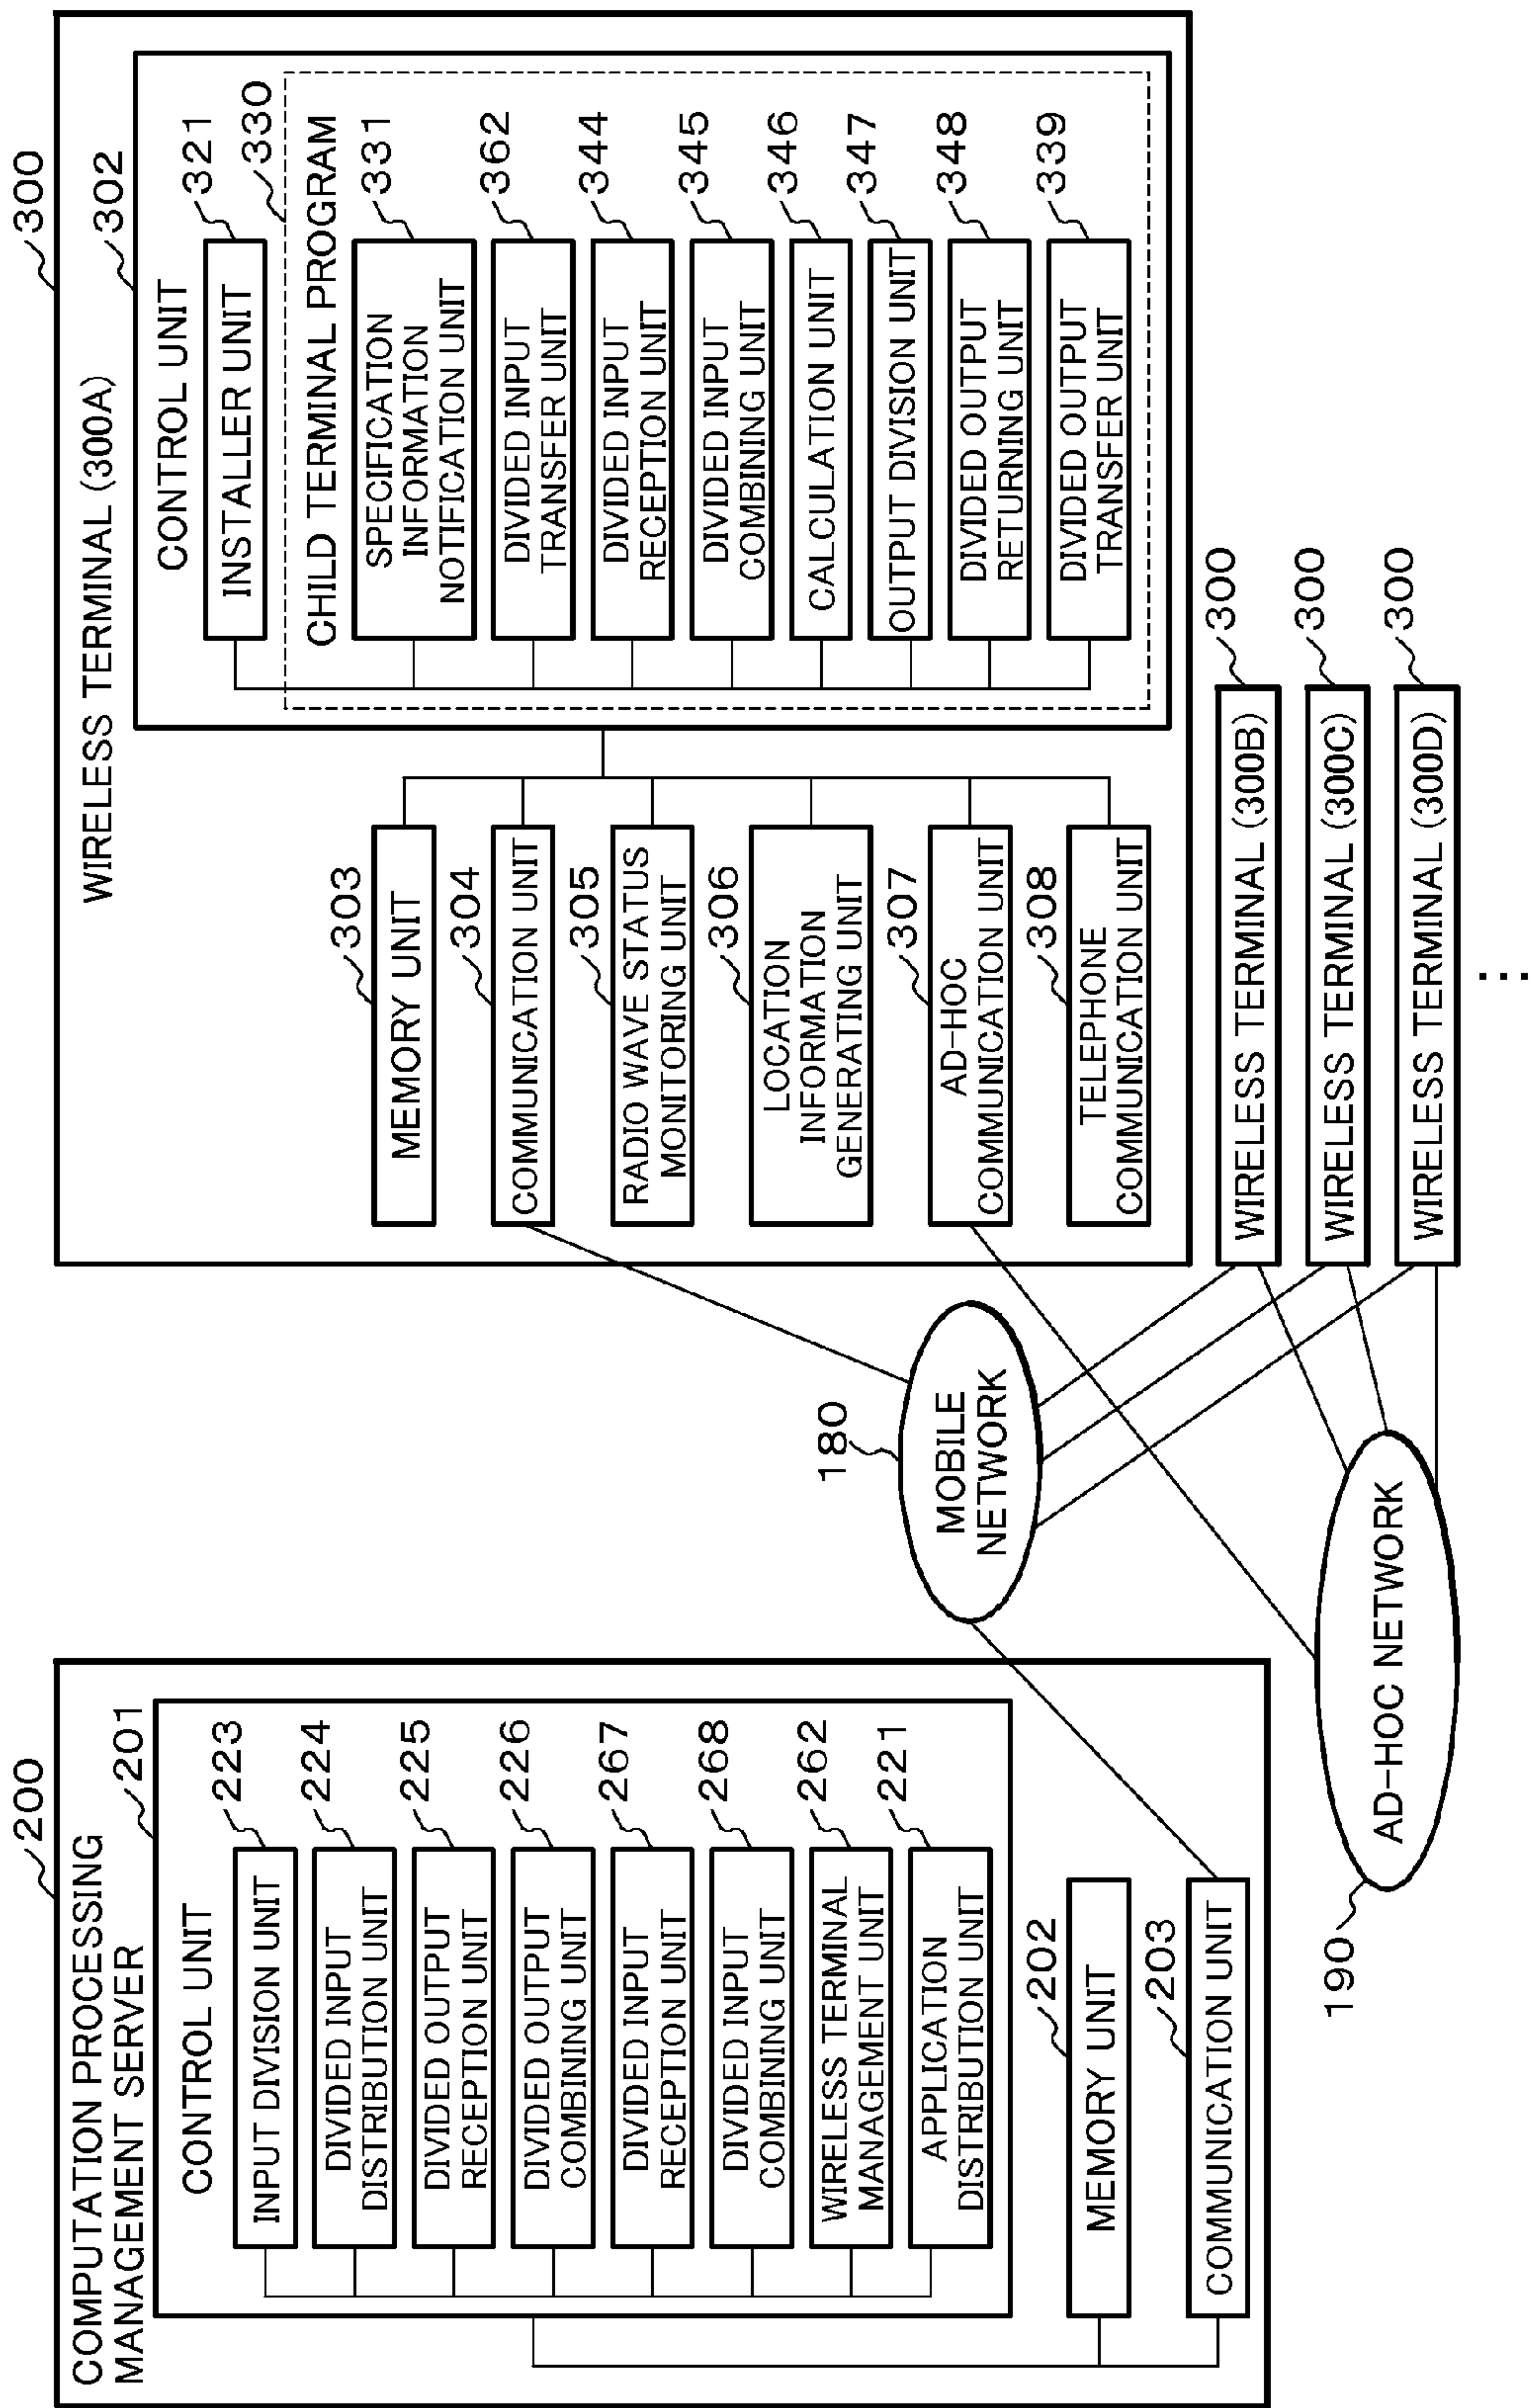 200
COMPUTATION PROCESSING
MANAGEMENT SERVER
201
CONTROL UNIT
223
INPUT DIVISION UNIT
224
DIVIDED INPUT
DISTRIBUTION UNIT
225
DIVIDED OUTPUT
RECEPTION UNIT
226
DIVIDED OUTPUT
COMBINING UNIT
267
DIVIDED INPUT
RECEPTION UNIT
268
DIVIDED INPUT
COMBINING UNIT
262
WIRELESS TERMINAL
MANAGEMENT UNIT
221
APPLICATION
DISTRIBUTION UNIT
202
MEMORY UNIT
203
COMMUNICATION UNIT
180
MOBILE
NETWORK
190
AD-HOC NETWORK
300
WIRELESS TERMINAL (300A)
303
MEMORY UNIT
304
COMMUNICATION UNIT
305
RADIO WAVE STATUS
MONITORING UNIT
306
LOCATION
INFORMATION
GENERATING UNIT
307
AD-HOC
COMMUNICATION UNIT
308
TELEPHONE
COMMUNICATION UNIT
302
CONTROL UNIT
321
INSTALLER UNIT
330
CHILD TERMINAL PROGRAM
331
SPECIFICATION
INFORMATION
NOTIFICATION UNIT
362
DIVIDED INPUT
TRANSFER UNIT
344
DIVIDED INPUT
RECEPTION UNIT
345
DIVIDED INPUT
COMBINING UNIT
346
CALCULATION UNIT
347
OUTPUT DIVISION UNIT
348
DIVIDED OUTPUT
RETURNING UNIT
339
DIVIDED OUTPUT
TRANSFER UNIT
300
WIRELESS TERMINAL (300B)
300
WIRELESS TERMINAL (300C)
300
WIRELESS TERMINAL (300D)
...